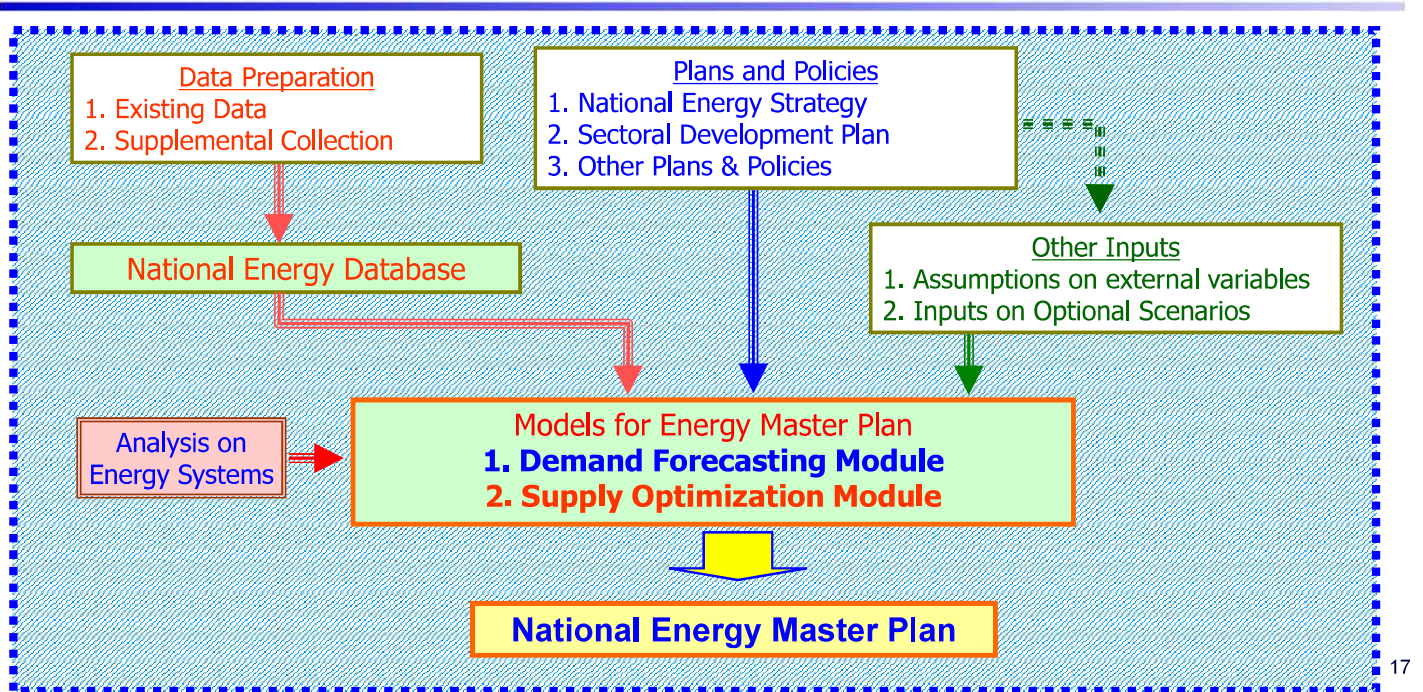 Data Preparation
1. Existing Data
2. Supplemental Collection
Plans and Policies
1. National Energy Strategy
2. Sectoral Development Plan
3. Other Plans & Policies
National Energy Database
Other Inputs
1. Assumptions on external variables
2. Inputs on Optional Scenarios
Analysis on
Energy Systems
Models for Energy Master Plan
1. Demand Forecasting Module
2. Supply Optimization Module
National Energy Master Plan
17